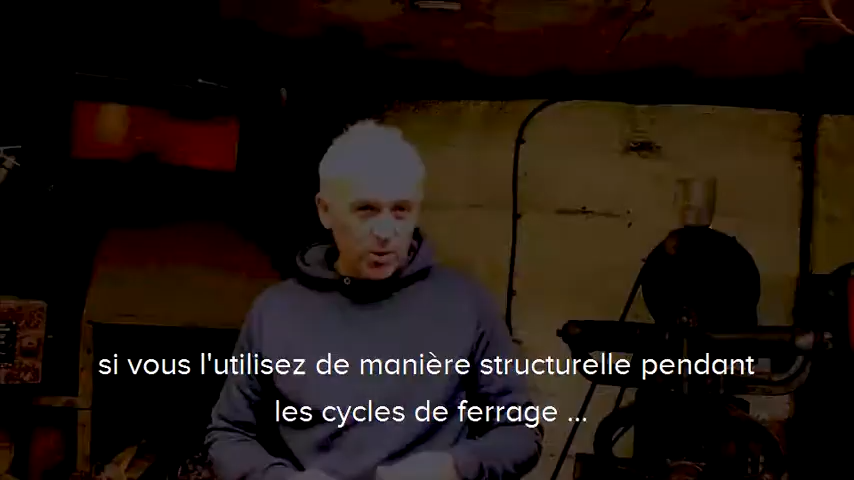 si vous l'utilisez de manière structurelle pendant
les cycles de ferrage ...